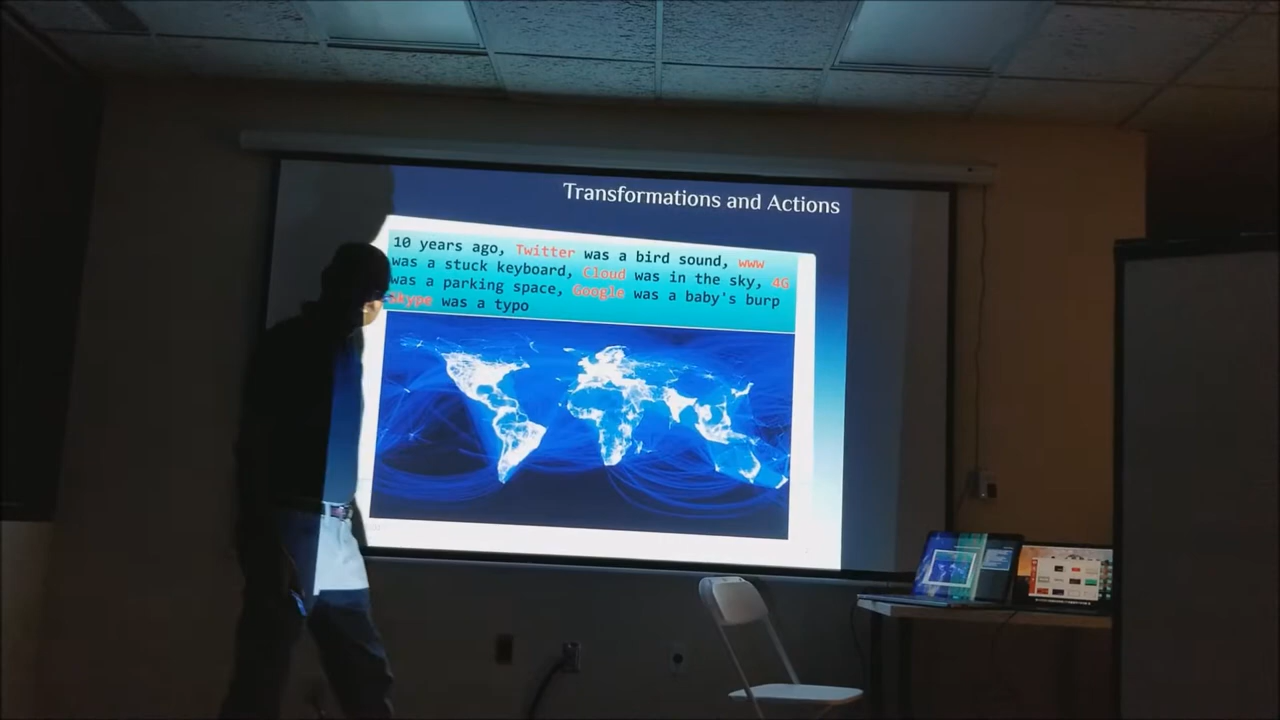 Transformations and Actions
10 years ago, Twitter was a bird sound, www
was a stuck keyboard, Cloud was in the sky, 4G
was a parking space, Google was a baby's burp
Skype was a typo